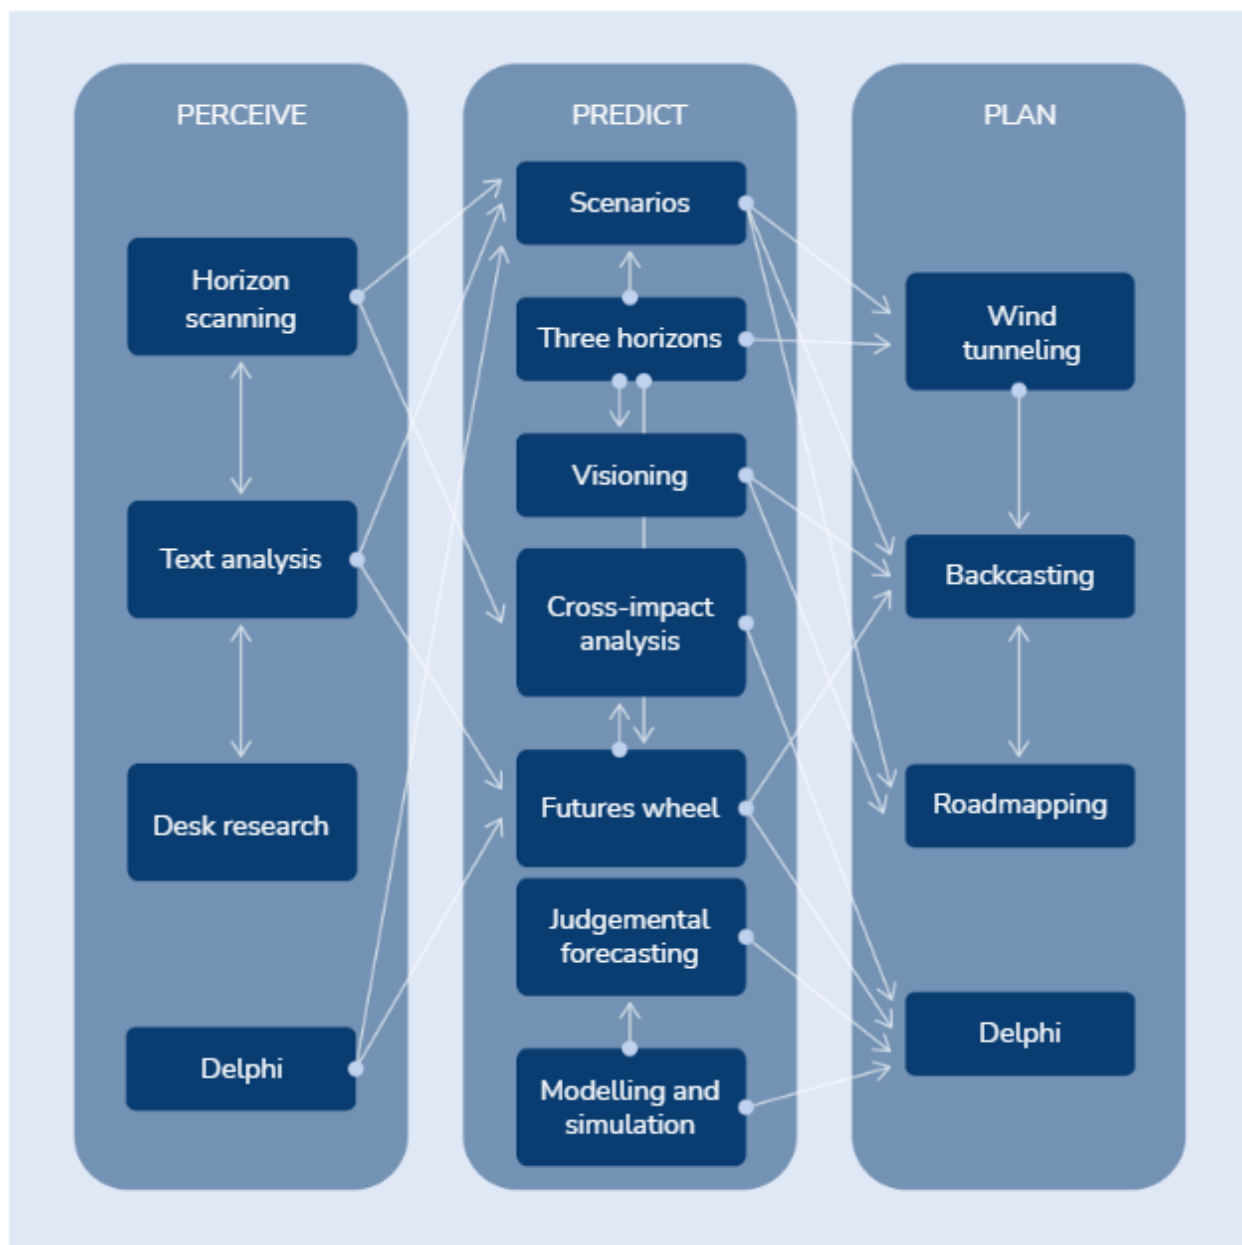 PERCEIVE
Horizon
scanning
Text analysis
Desk research
Delphi
PREDICT
Scenarios
Three horizons
Visioning
Cross-impact
analysis
Futures wheel
Judgemental
forecasting
Modelling and
simulation
PLAN
Wind
tunneling
Backcasting
Roadmapping
Delphi